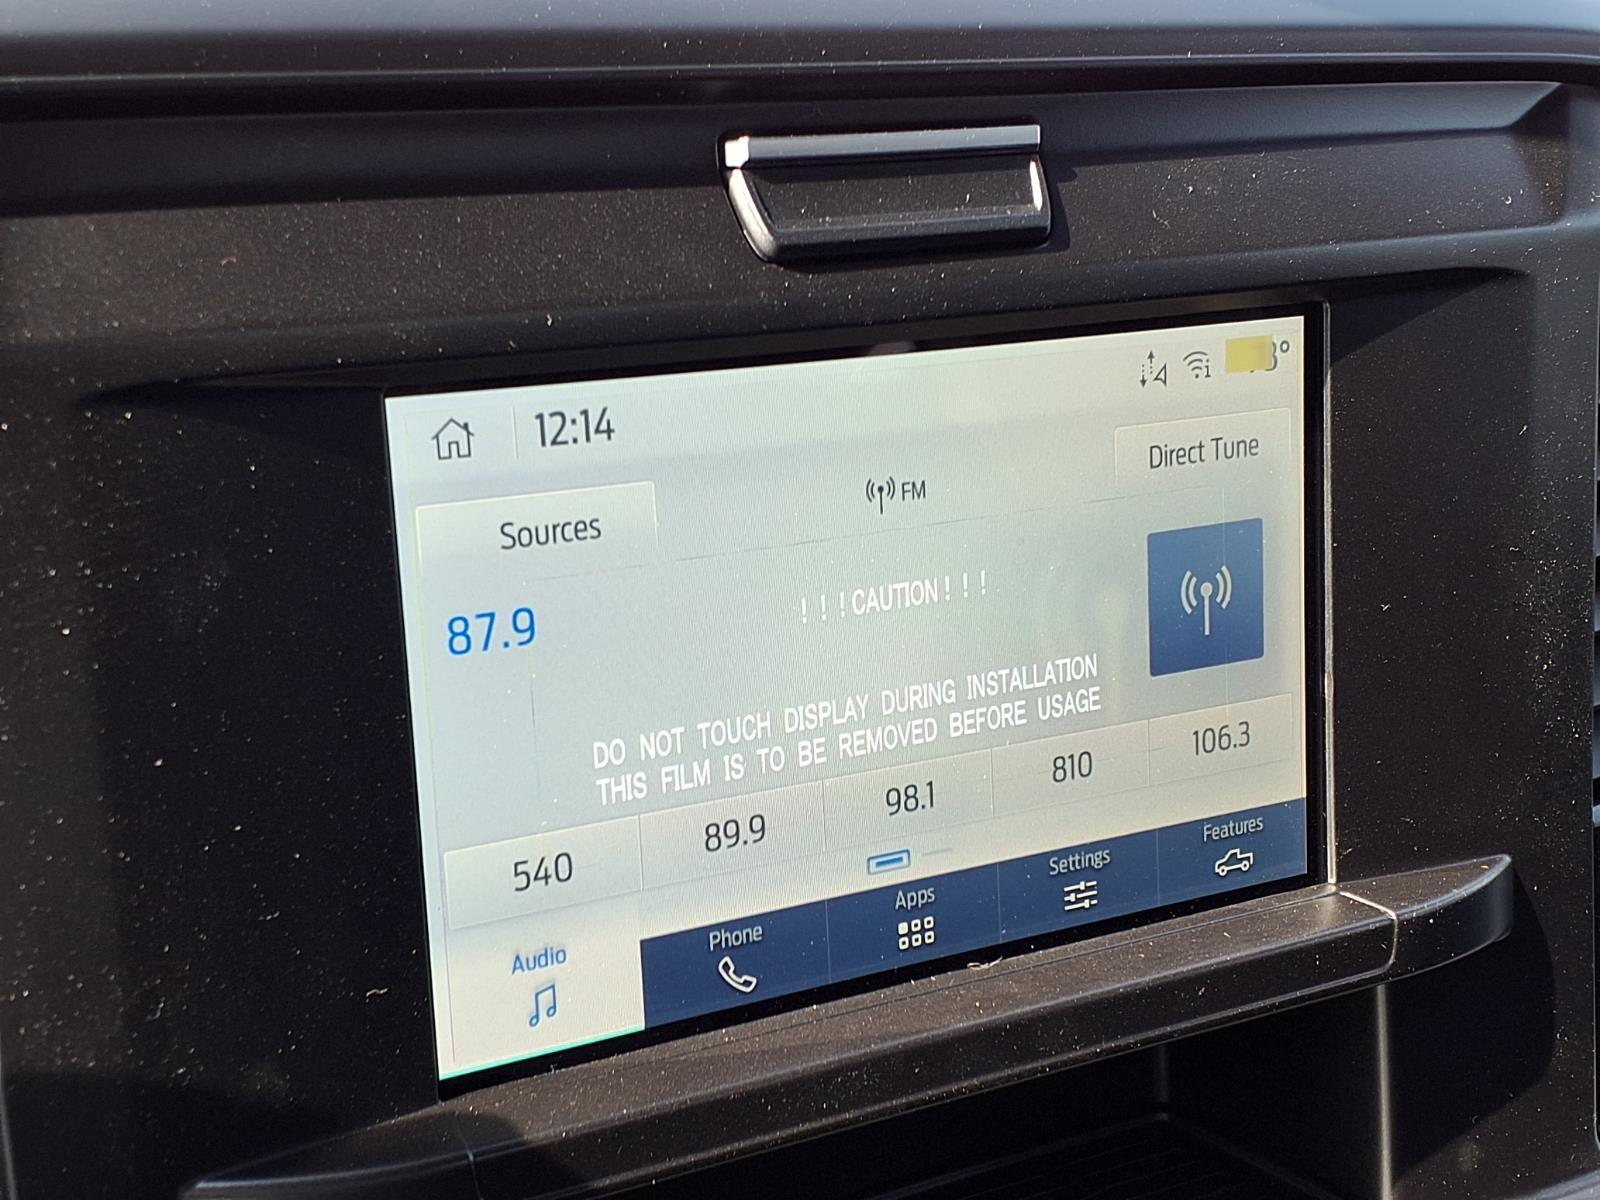 12:14
Direct Tune
FM
Sources
87.9
! ! ! CAUTION ! ! !
DO NOT TOUCH DISPLAY DURING INSTALLATION
THIS FILM IS TO BE REMOVED BEFORE USAGE
540 89.9 98.1 810 106.3
Audio Phone Apps Settings Features